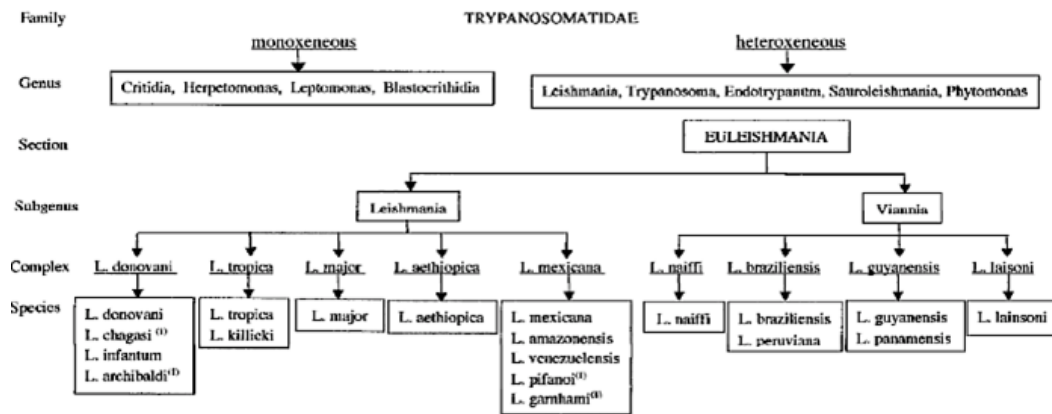 Family TRYPANOSOMATIDAE
monoxeneous heteroxeneous
Genus Critidia, Herpetomonas, Leptomonas, Blastocrithidia Leishmania, Trypanosoma, Endotrypanum, Sauroleishmania, Phytomonas
Section EULEISHMANIA
Subgenus Leishmania Viannia
Complex L. donovani L. tropica L. major L. aethiopica L. mexicana L. naiffi L. braziliensis L. guyanensis L. laisoni
Species L. donovani L. tropica L. major L. aethiopica L. mexicana L. naiffi L. braziliensis L. guyanensis L. lainsoni
L. chagasi (1) L. killicki L. amazonensis L. peruviana L. panamensis
L. infantum L. venezuelensis
L. archibaldi (1) L. pifanoi (1)
L. garnhami (1)